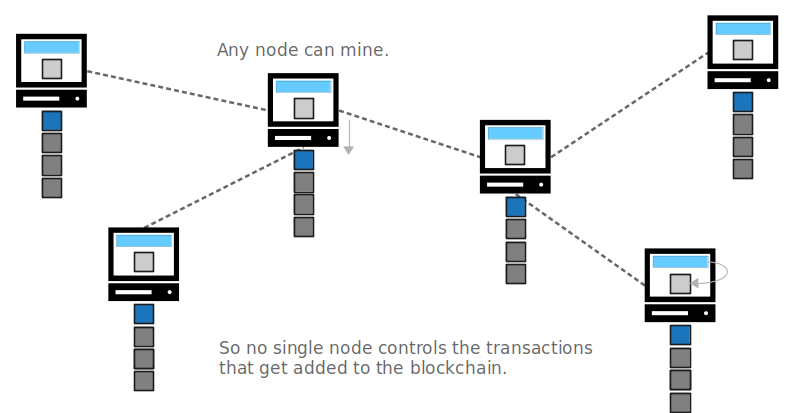 Any node can mine.
So no single node controls the transactions
that get added to the blockchain.